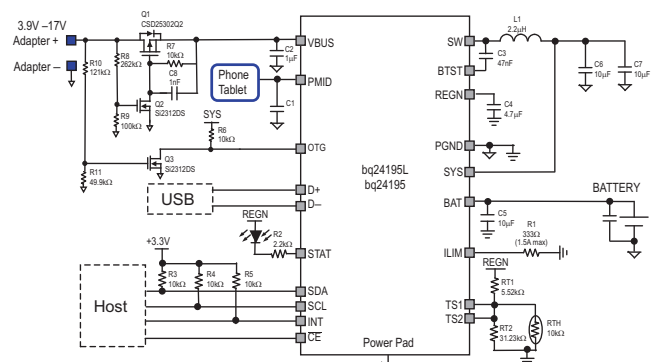 3.9V –17V
Adapter +
Adapter –
R10
121kΩ
R8
262kΩ
Q1
CSD25302Q2
R7
10kΩ
C8
1nF
Q2
Si2312DS
R9
100kΩ
R11
49.9kΩ
Q3
Si2312DS
C2
1µF
Phone
Tablet
C1
SYS
R6
10kΩ
USB
REGN
R2
2.2kΩ
+3.3V
R3
10kΩ
R4
10kΩ
R5
10kΩ
Host
VBUS
PMID
OTG
D+
D–
STAT
SDA
SCL
INT
CE
bq24195L
bq24195
Power Pad
SW
BTST
REGN
PGND
SYS
BAT
ILIM
TS1
TS2
L1
2.2µH
C3
47nF
C6
10µF
C7
10µF
C4
4.7µF
C5
10µF
BATTERY
R1
333Ω
(1.5A max)
REGN
RT1
5.52kΩ
RT2
31.23kΩ
RTH
10kΩ